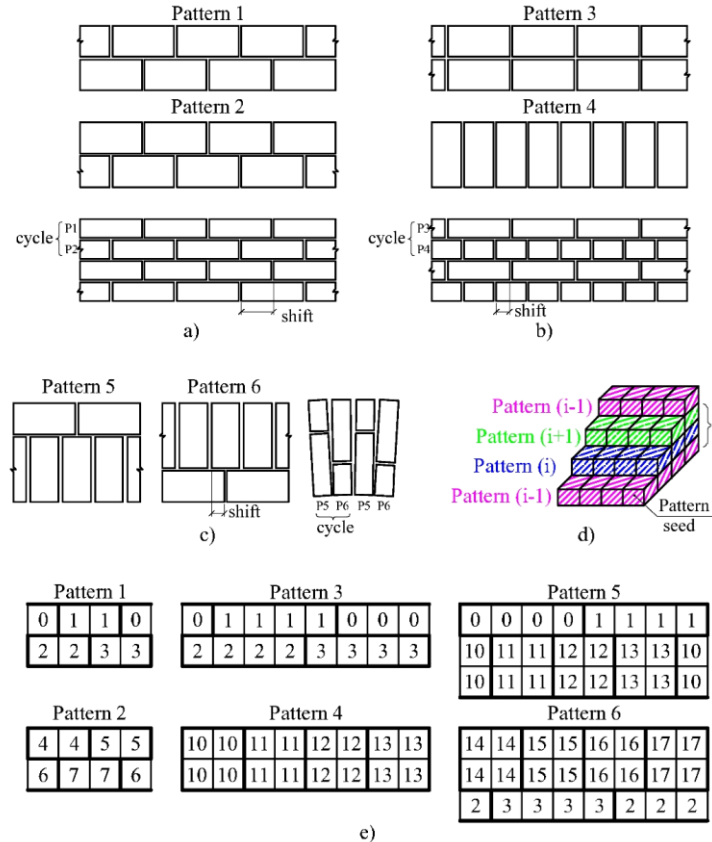 Pattern 1
Pattern 3
Pattern 2
Pattern 4
cycle
P1
P2
shift
a)
cycle
P3
P4
shift
b)
Pattern 5
Pattern 6
shift
P5 P6 P5 P6
cycle
c)
Pattern (i-1)
Pattern (i+1)
Pattern (i)
Pattern (i-1)
Pattern
seed
d)
Pattern 1
0 1 1 0
2 2 3 3
Pattern 3
0 1 1 1 1 0 0 0
2 2 2 2 3 3 3 3
Pattern 5
0 0 0 0 1 1 1 1
10 11 11 12 12 13 13 10
10 11 11 12 12 13 13 10
Pattern 2
4 4 5 5
6 7 7 6
Pattern 4
10 10 11 11 12 12 13 13
10 10 11 11 12 12 13 13
Pattern 6
14 14 15 15 16 16 17 17
14 14 15 15 16 16 17 17
2 3 3 3 3 2 2 2
e)